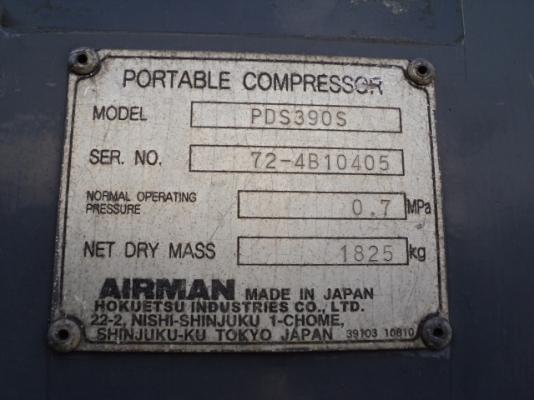 PORTABLE COMPRESSOR
MODEL PDS390S
SER. NO. 72-4B10405
NORMAL OPERATING
PRESSURE 0.7 MPa
NET DRY MASS 1825 kg
AIRMAN MADE IN JAPAN
HOKUETSU INDUSTRIES CO., LTD.
22-2, NISHI-SHINJUKU 1-CHOME,
SHINJUKU-KU TOKYO JAPAN 39103 10810